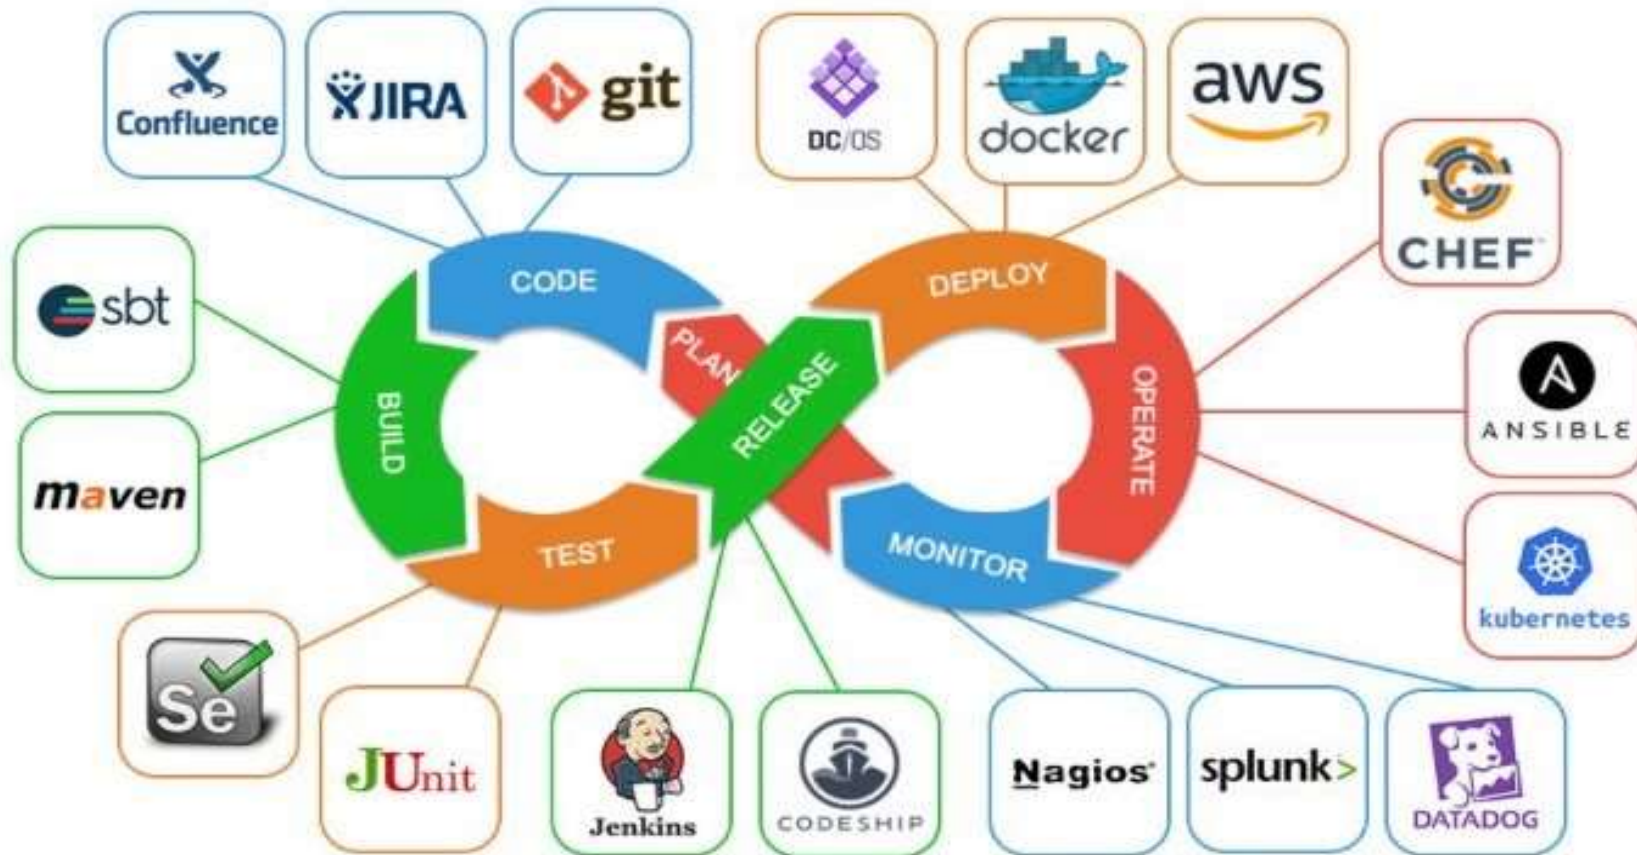 Confluence
JIRA
git
DC/OS
docker
aws
CHEF
sbt
CODE
DEPLOY
PLAN
RELEASE
BUILD
OPERATE
ANSIBLE
maven
TEST
MONITOR
kubernetes
Se
JUnit
Jenkins
CODESHIP
Nagios®
splunk>
DATADOG